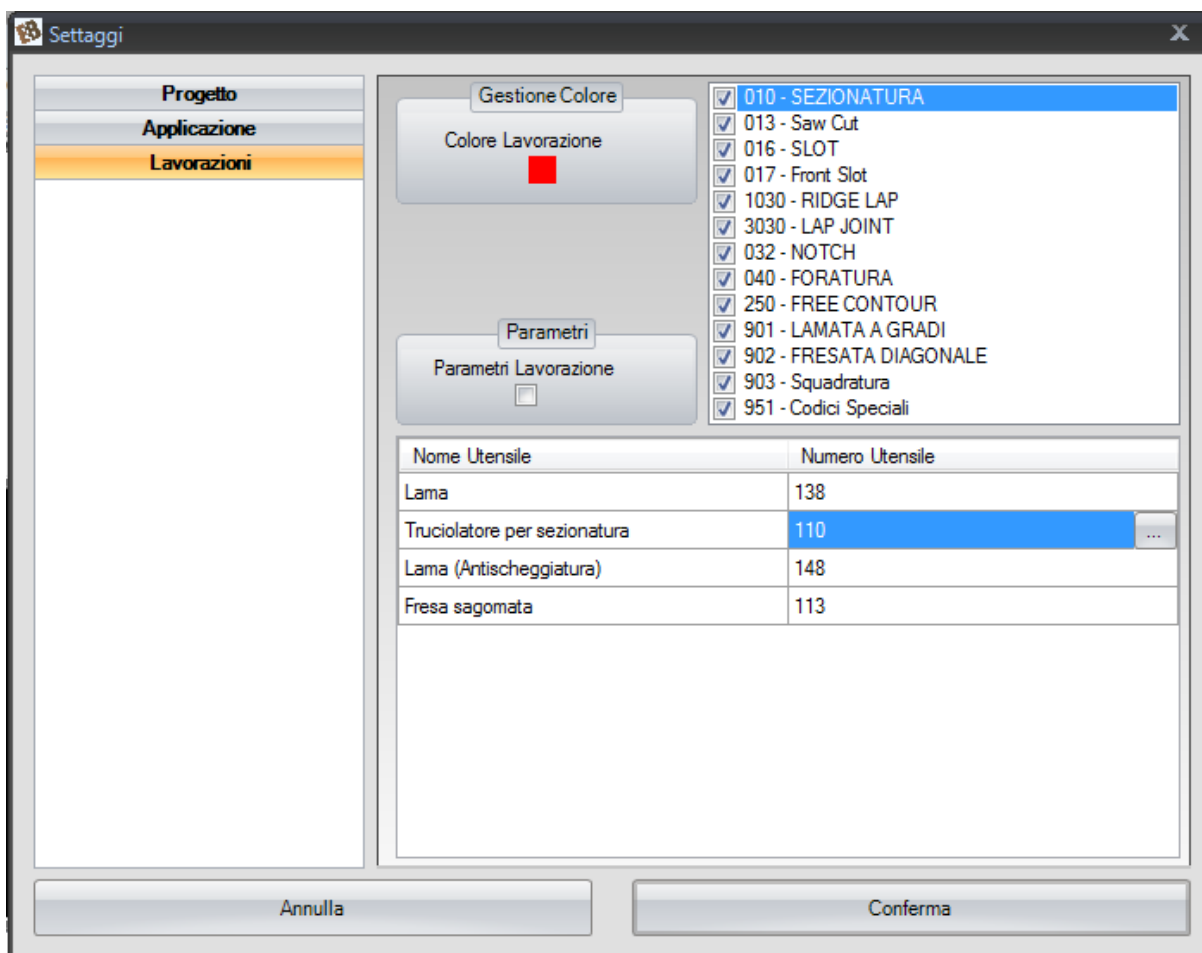 Settaggi
X
Progetto
Applicazione
Lavorazioni
Gestione Colore
Colore Lavorazione
Parametri
Parametri Lavorazione
010 - SEZIONATURA
013 - Saw Cut
016 - SLOT
017 - Front Slot
1030 - RIDGE LAP
3030 - LAP JOINT
032 - NOTCH
040 - FORATURA
250 - FREE CONTOUR
901 - LAMATA A GRADI
902 - FRESATA DIAGONALE
903 - Squadratura
951 - Codici Speciali
Nome Utensile Numero Utensile
Lama 138
Truciolatore per sezionatura 110 ...
Lama (Antischeggiatura) 148
Fresa sagomata 113
Annulla Conferma